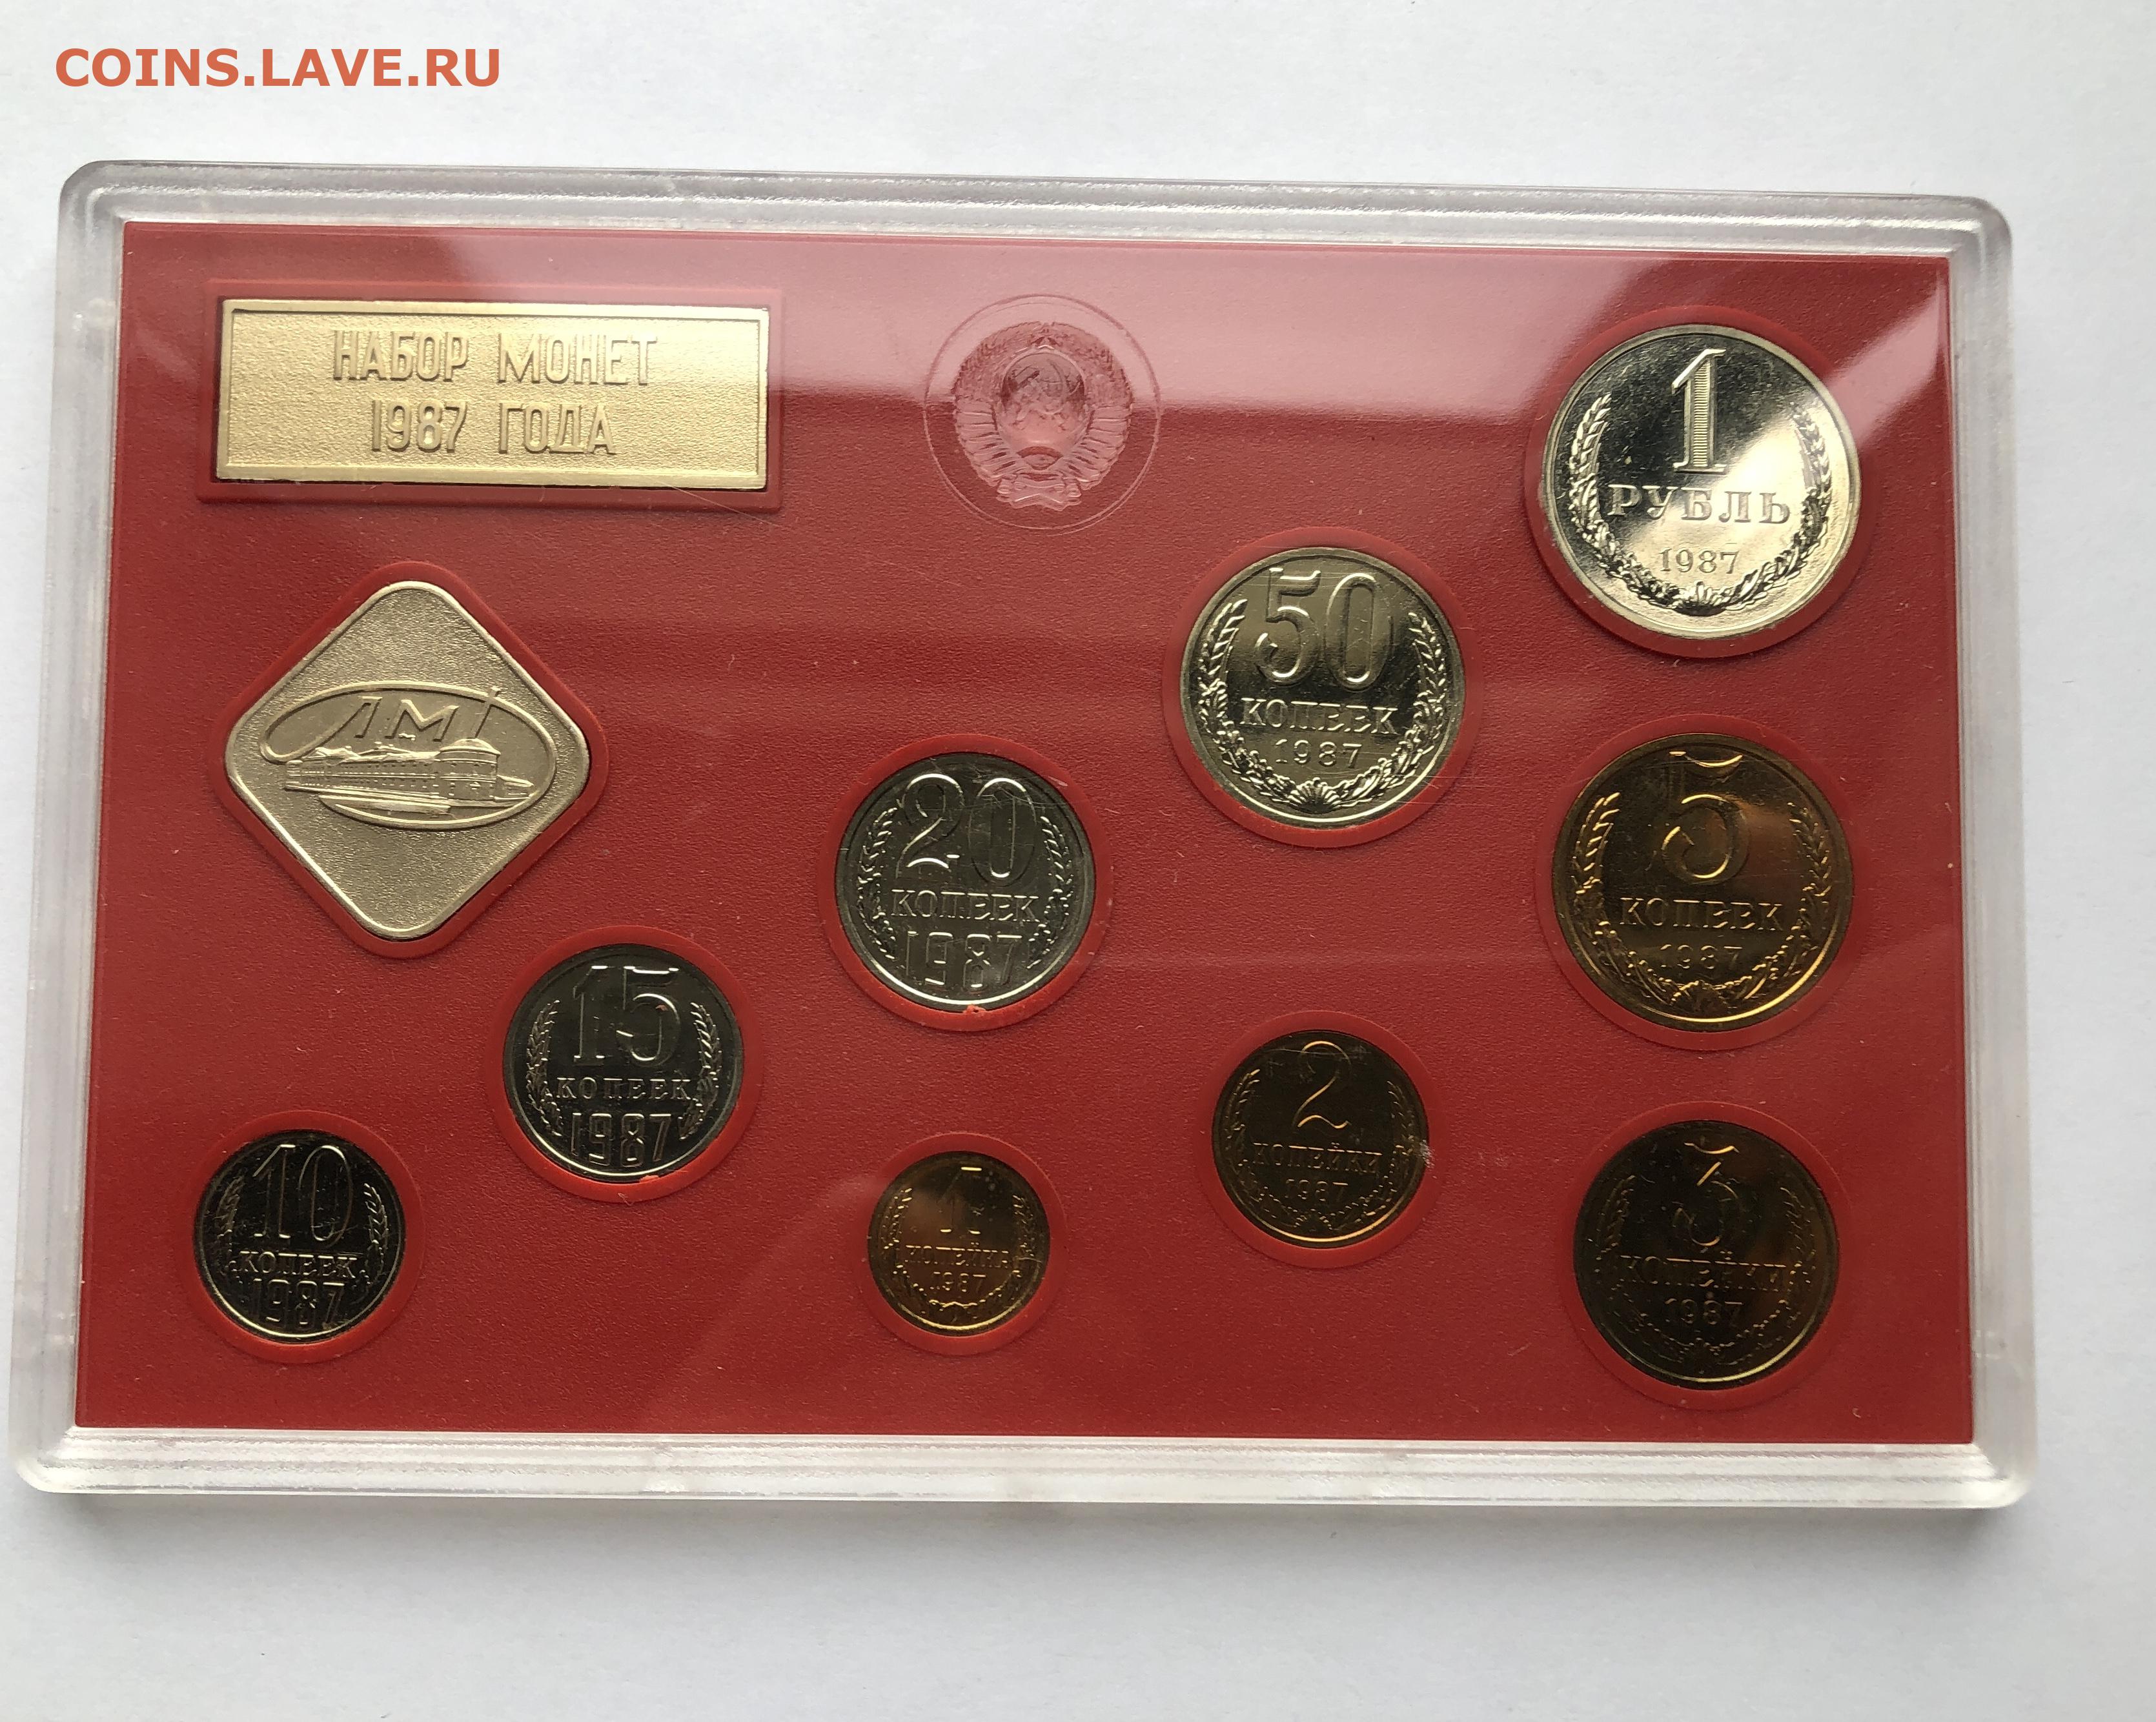 COINS.LAVE.RU
НАБОР МОНЕТ
1987 ГОДА
1
РУБЛЬ
1987
50
КОПЕЕК
1987
ЛМД
20
КОПЕЕК
1987
5
КОПЕЕК
1987
15
КОПЕЕК
1987
2
КОПЕЙКИ
1987
3
КОПЕЙКИ
1987
10
КОПЕЕК
1987
1
КОПЕЙКА
1987